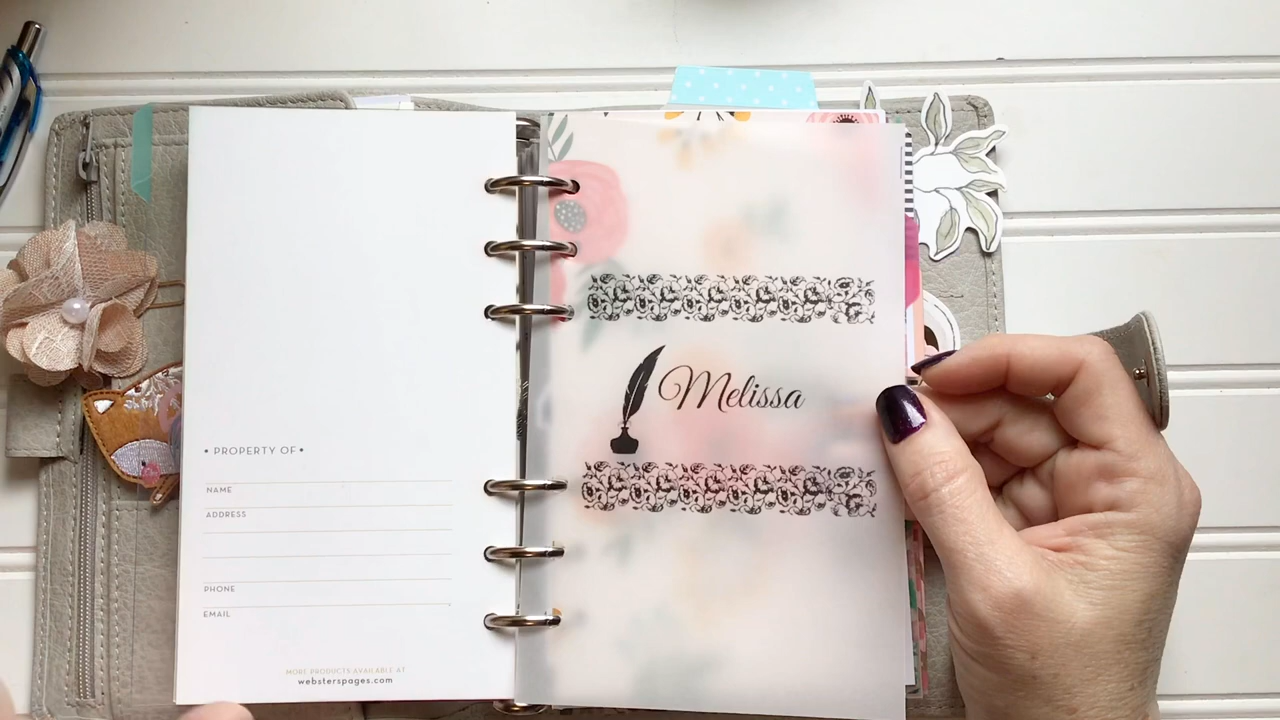 • PROPERTY OF •
NAME
ADDRESS
PHONE
EMAIL
MORE PRODUCTS AVAILABLE AT
websterspages.com
Melissa